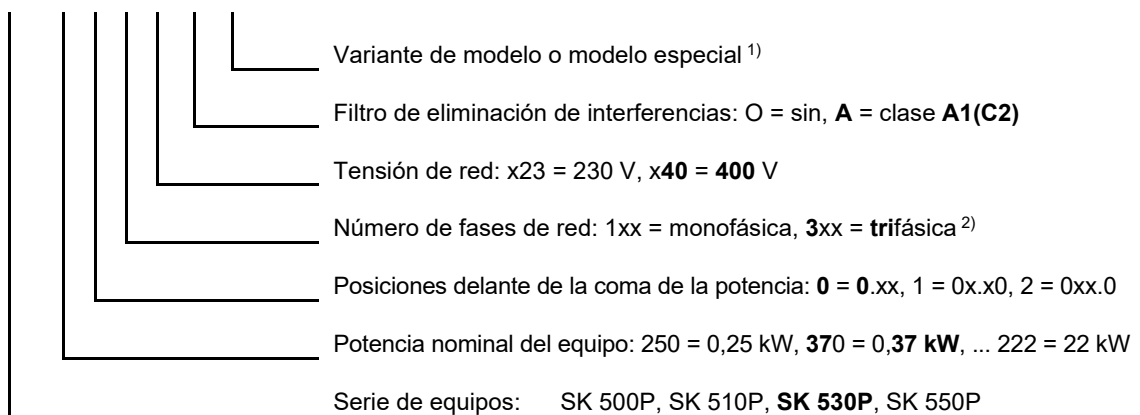 Variante de modelo o modelo especial 1)
Filtro de eliminación de interferencias: O = sin, A = clase A1(C2)
Tensión de red: x23 = 230 V, x40 = 400 V
Número de fases de red: 1xx = monofásica, 3xx = trifásica 2)
Posiciones delante de la coma de la potencia: 0 = 0.xx, 1 = 0x.x0, 2 = 0xx.0
Potencia nominal del equipo: 250 = 0,25 kW, 370 = 0,37 kW, ... 222 = 22 kW
Serie de equipos: SK 500P, SK 510P, SK 530P, SK 550P